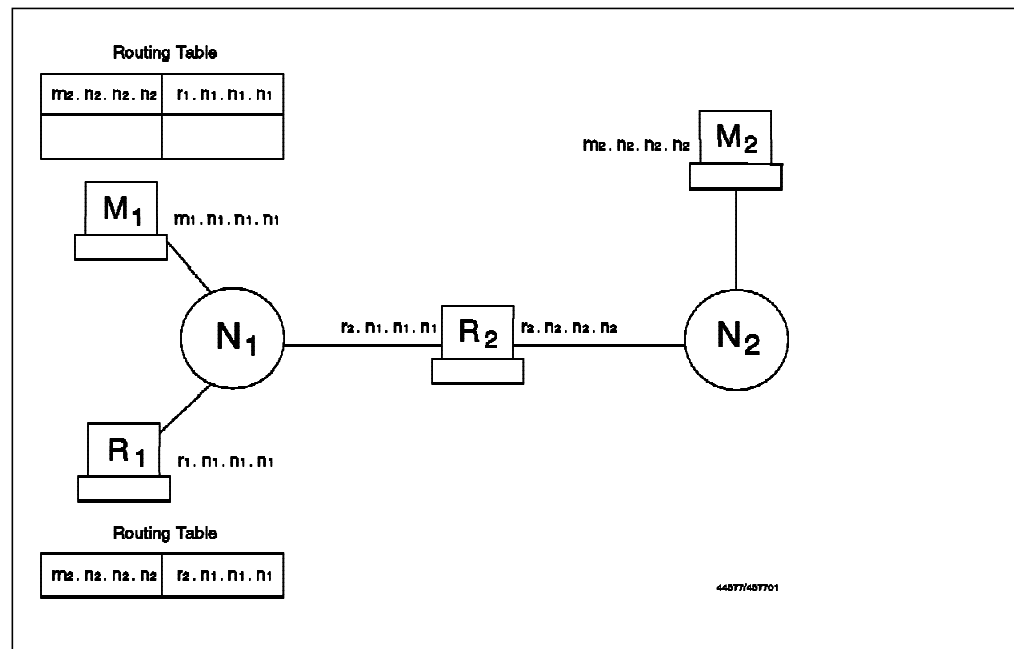 Routing Table
m2.n2.n2.n2 r1.n1.n1.n1
M2
m2.n2.n2.n2
M1
m1.n1.n1.n1
N1
r2.n1.n1.n1
R2
r2.n2.n2.n2
N2
R1
r1.n1.n1.n1
Routing Table
m2.n2.n2.n2 r2.n1.n1.n1